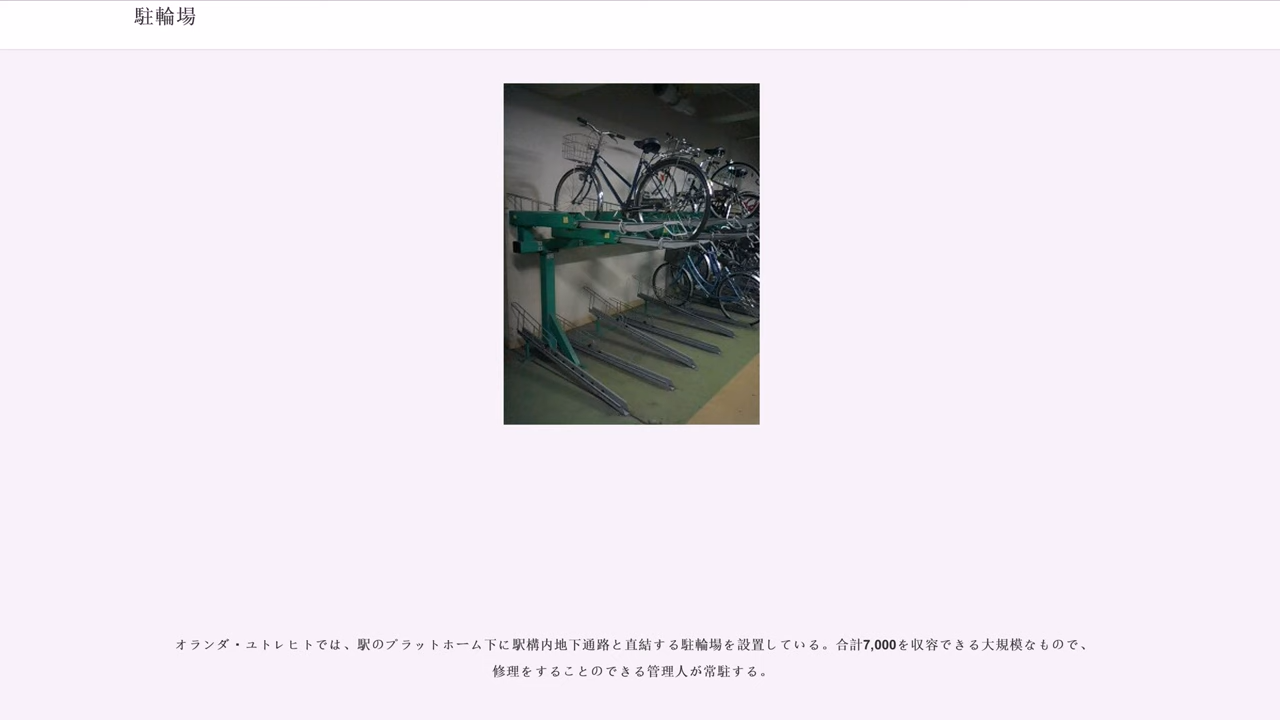 駐輪場
オランダ・ユトレヒトでは、駅のプラットホーム下に駅構内地下通路と直結する駐輪場を設置している。合計7,000を収容できる大規模なもので、
修理をすることのできる管理人が常駐する。